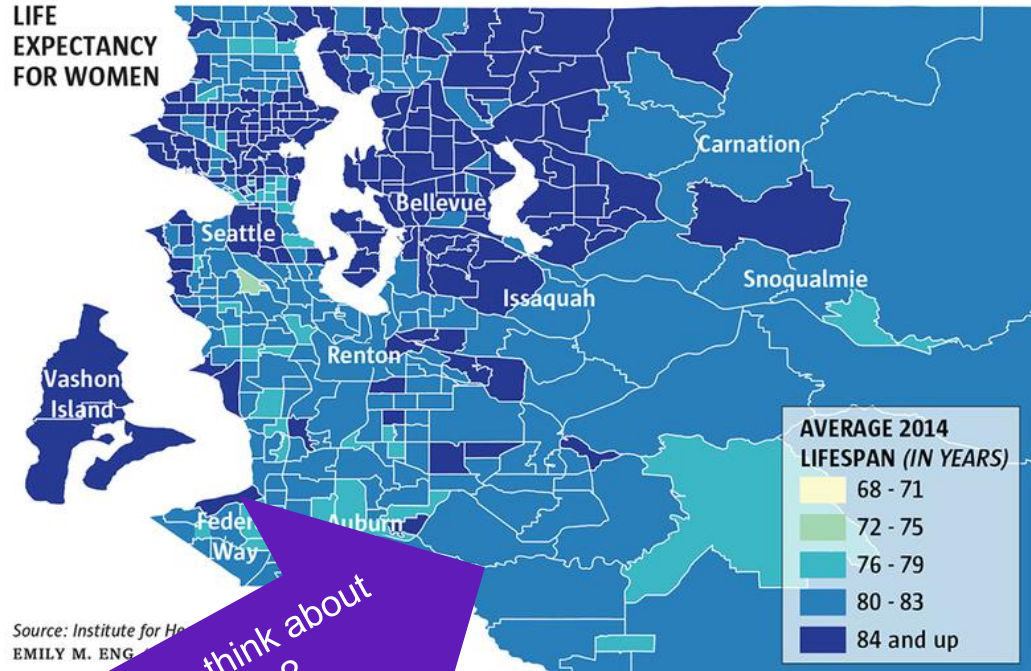 LIFE
EXPECTANCY
FOR WOMEN
Carnation
Bellevue
Seattle
Snoqualmie
Issaquah
Renton
Vashon
Island
AVERAGE 2014
LIFESPAN (IN YEARS)
68 - 71
72 - 75
76 - 79
80 - 83
84 and up
Auburn
Way
think about
Source: Institute for
EMILY M. ENG